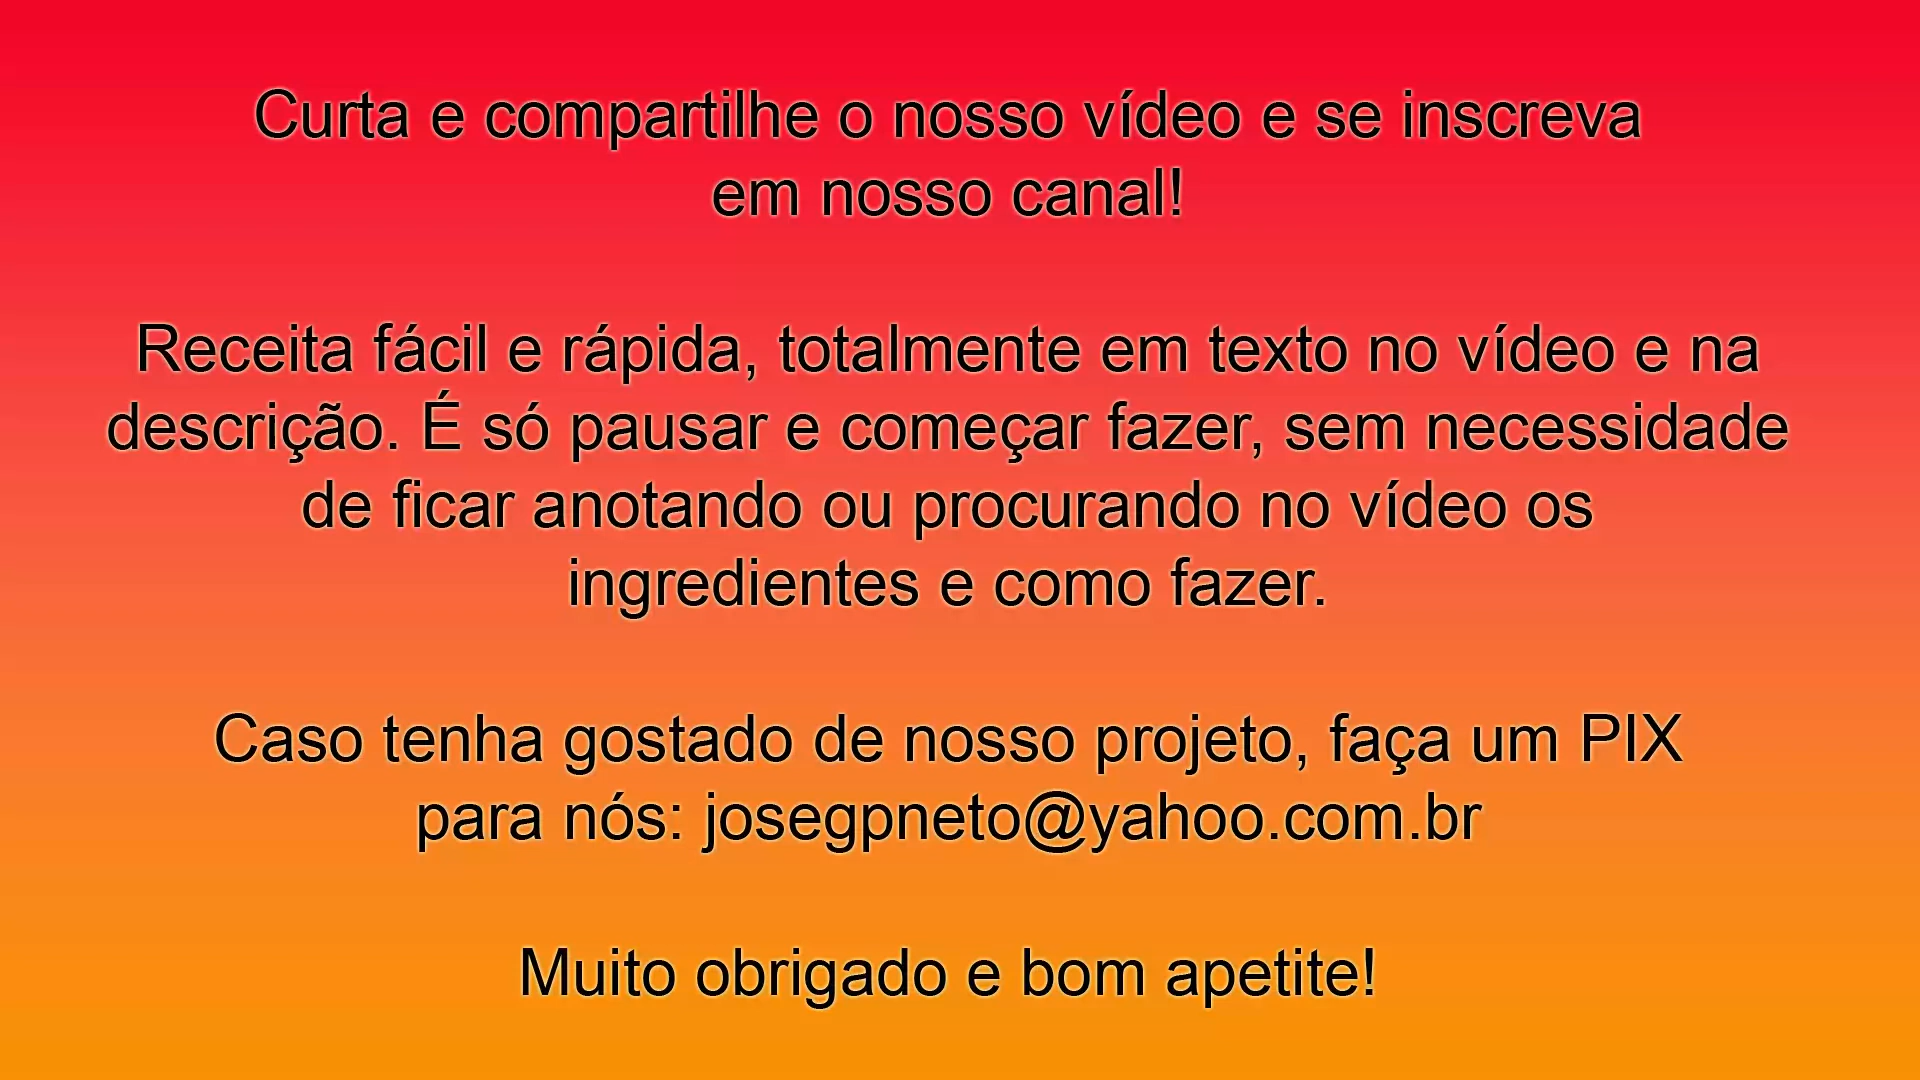 Curta e compartilhe o nosso vídeo e se inscreva
em nosso canal!
Receita fácil e rápida, totalmente em texto no vídeo e na
descrição. É só pausar e começar fazer, sem necessidade
de ficar anotando ou procurando no vídeo os
ingredientes e como fazer.
Caso tenha gostado de nosso projeto, faça um PIX
para nós: josegpneto@yahoo.com.br
Muito obrigado e bom apetite!